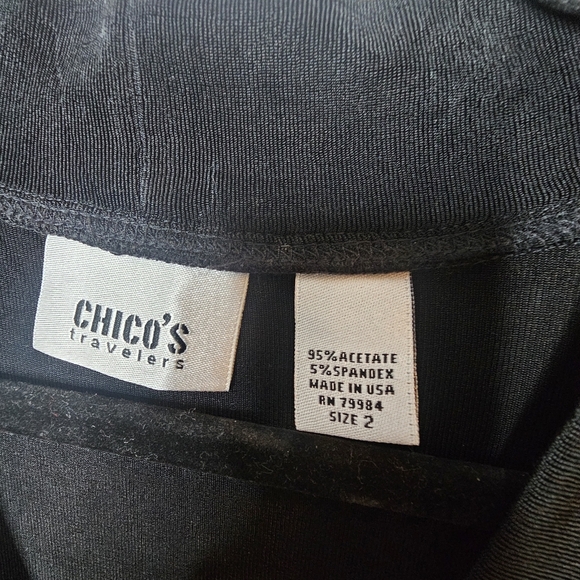 CHICO'S
travelers
95% ACETATE
5% SPANDEX
MADE IN USA
RN 79984
SIZE 2